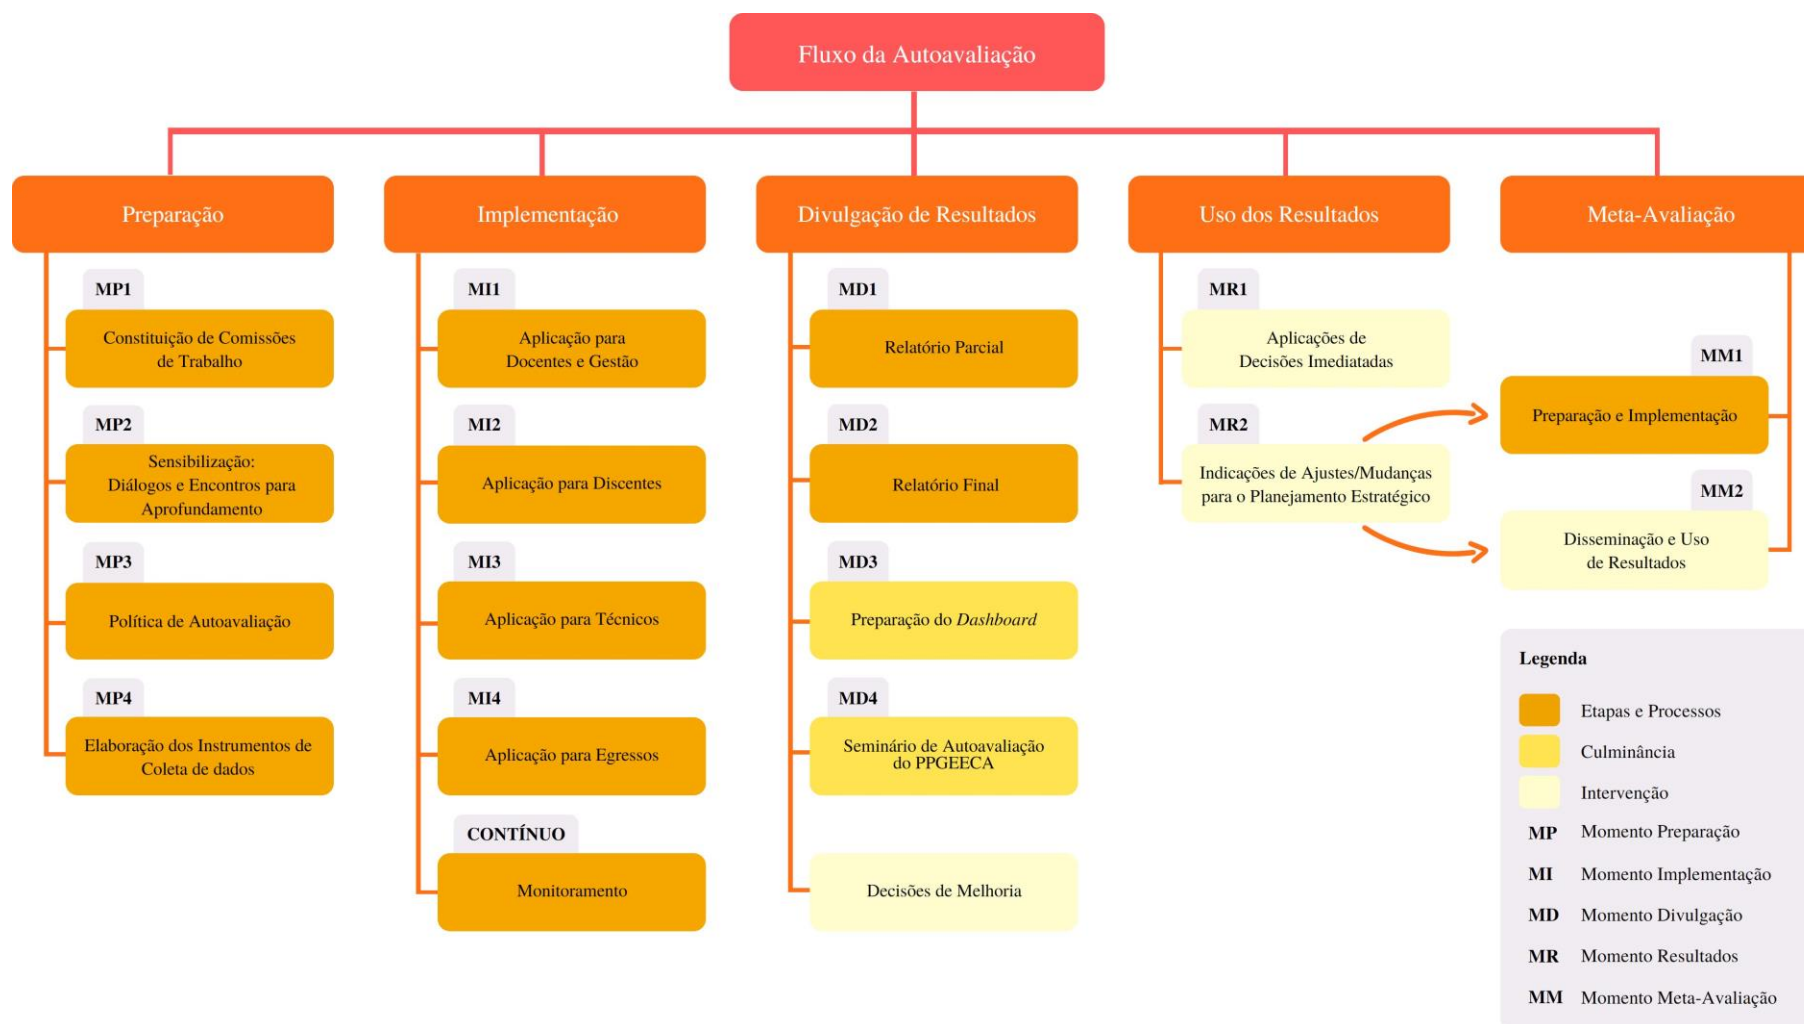 Fluxo da Autoavaliação
Preparação
MP1
Constituição de Comissões
de Trabalho
MP2
Sensibilização:
Diálogos e Encontros para
Aprofundamento
MP3
Política de Autoavaliação
MP4
Elaboração dos Instrumentos de
Coleta de dados
Implementação
MI1
Aplicação para
Docentes e Gestão
MI2
Aplicação para Discentes
MI3
Aplicação para Técnicos
MI4
Aplicação para Egressos
CONTÍNUO
Monitoramento
Divulgação de Resultados
MD1
Relatório Parcial
MD2
Relatório Final
MD3
Preparação do Dashboard
MD4
Seminário de Autoavaliação
do PPGEECA
Decisões de Melhoria
Uso dos Resultados
MR1
Aplicações de
Decisões Imediatadas
MR2
Indicações de Ajustes/Mudanças
para o Planejamento Estratégico
Meta-Avaliação
MM1
Preparação e Implementação
MM2
Disseminação e Uso
de Resultados
Legenda
Etapas e Processos
Culminância
Intervenção
MP Momento Preparação
MI Momento Implementação
MD Momento Divulgação
MR Momento Resultados
MM Momento Meta-Avaliação